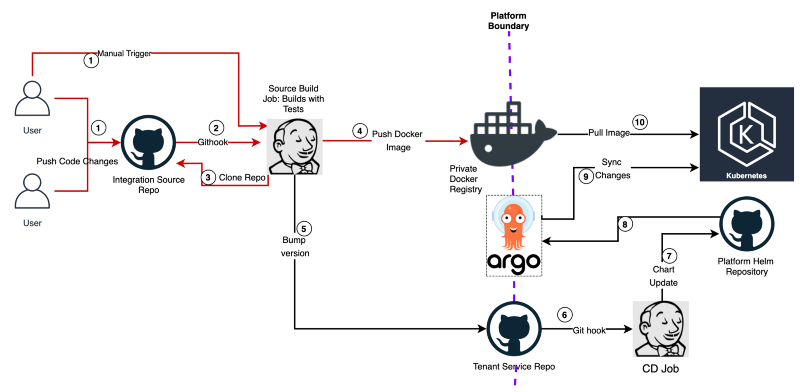 Platform
Boundary
Manual Trigger
1
User
1
Push Code Changes
User
Integration Source
Repo
2
Githook
3
Clone Repo
Source Build
Job: Builds with
Tests
4
Push Docker
Image
Private
Docker
Registry
10
Pull Image
K
Kubernetes
Sync
9
Changes
argo
8
Platform Helm
Repository
7
Chart
Update
5
Bump
version
Tenant Service Repo
6
Git hook
CD Job